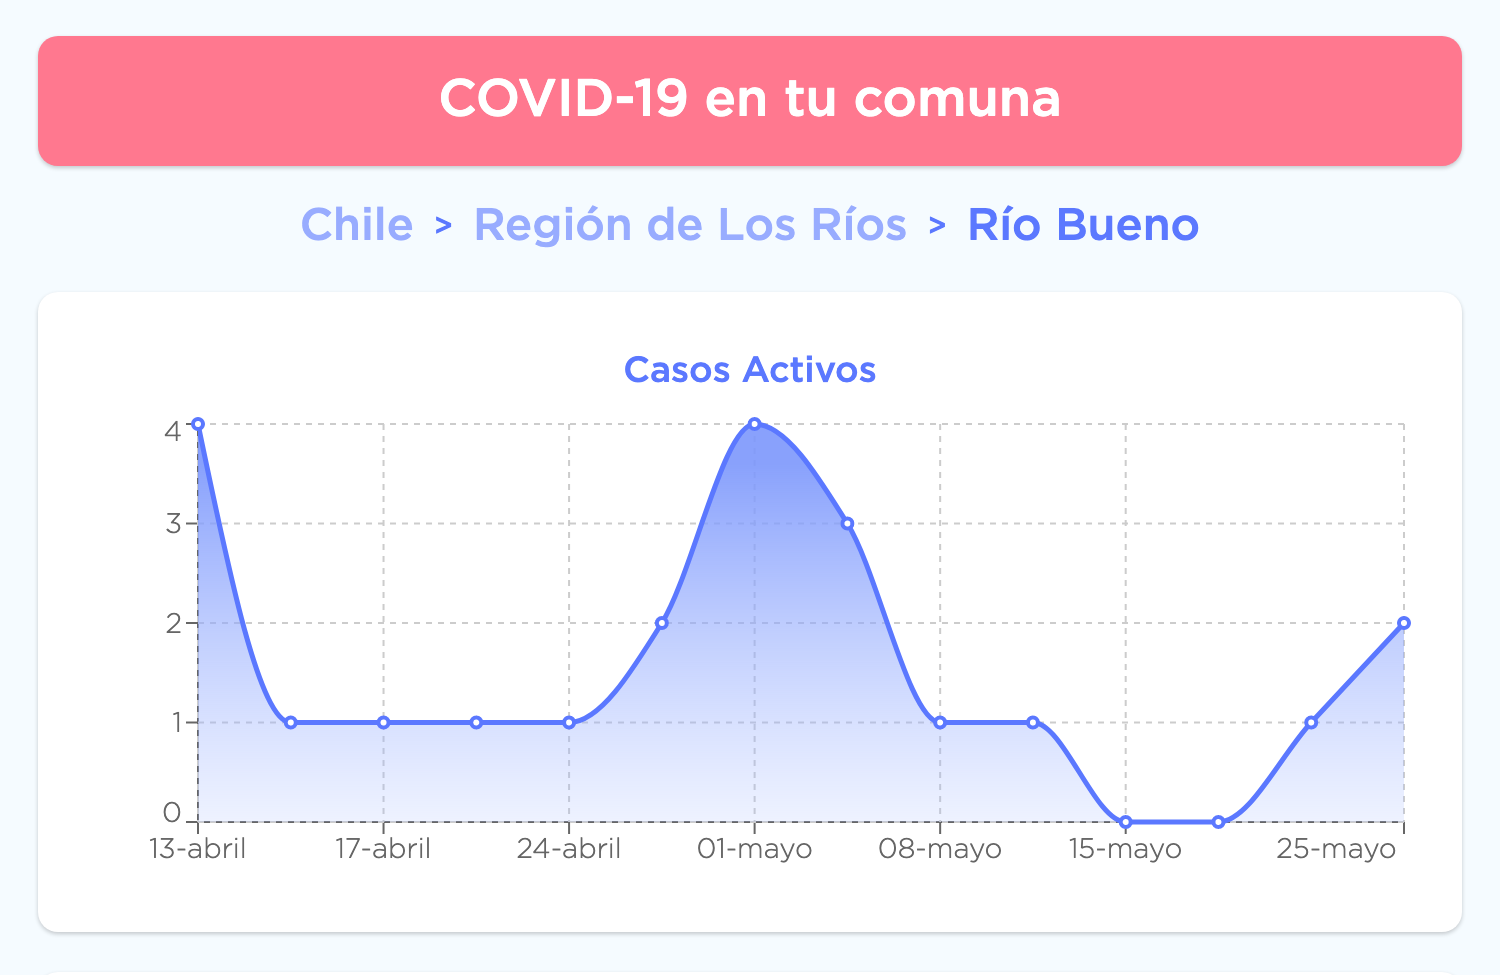 COVID-19 en tu comuna
Chile > Región de Los Ríos > Río Bueno
Casos Activos
4
3
2
1
0
13-abril 17-abril 24-abril 01-mayo 08-mayo 15-mayo 25-mayo